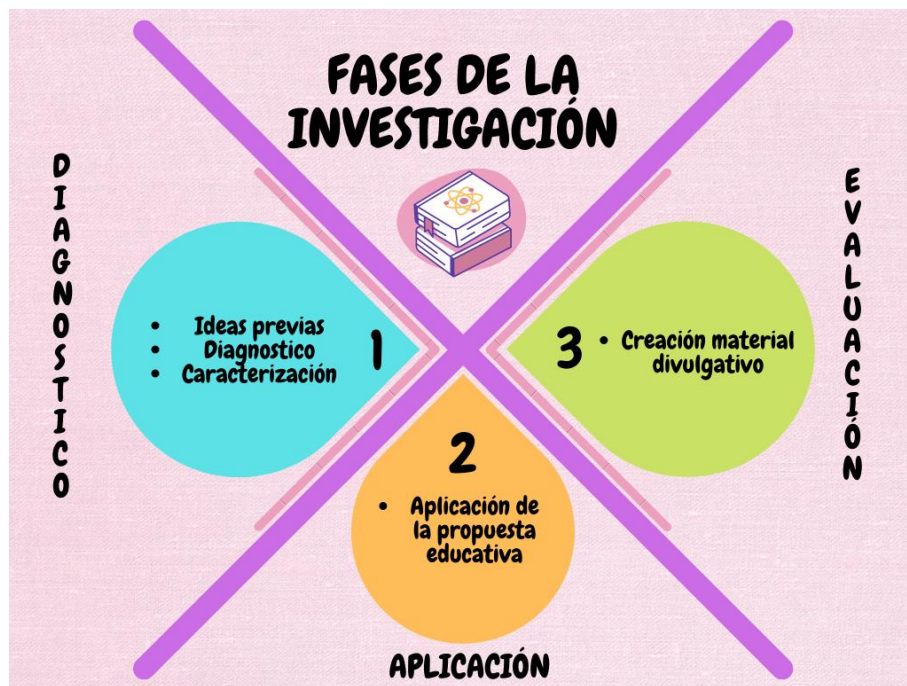 FASES DE LA
INVESTIGACIÓN
DIAGNOSTICO
• Ideas previas
• Diagnostico
• Caracterización
1
2
• Aplicación de
la propuesta
educativa
APLICACIÓN
3
• Creación material
divulgativo
EVALUACIÓN